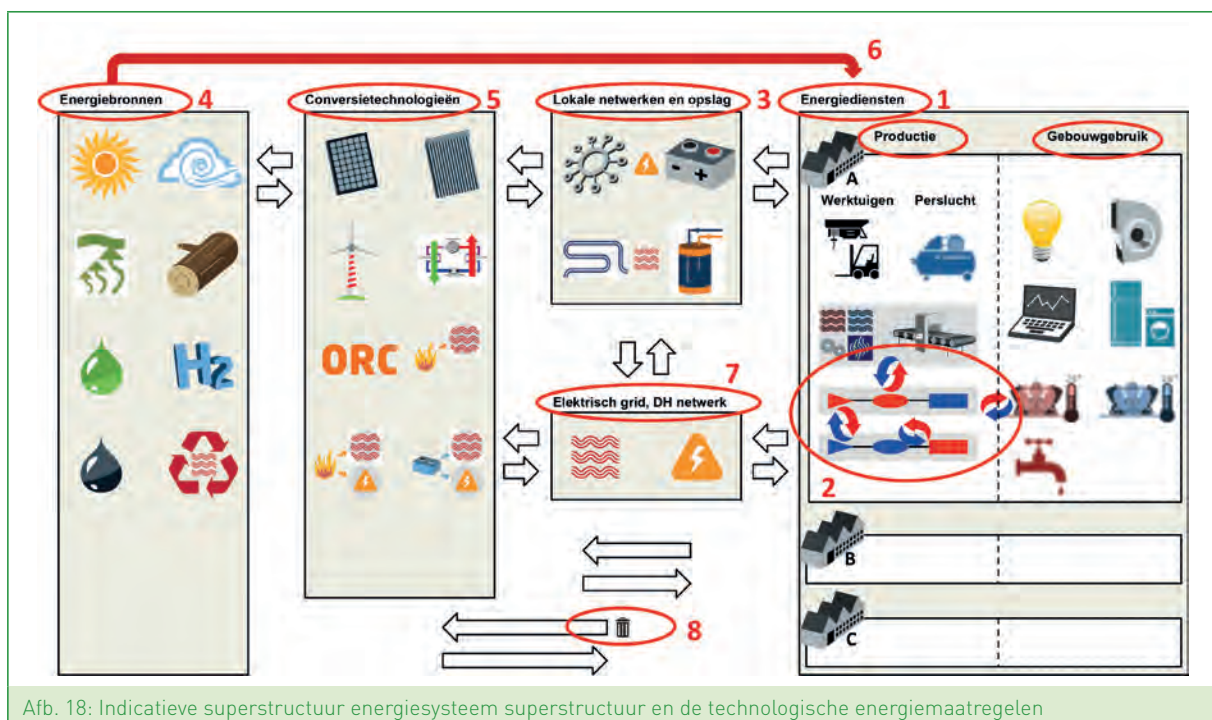 6
Energiebronnen 4
Conversietechnologieën 5
Lokale netwerken en opslag 3
Energiediensten 1
Productie
Gebouwgebruik
A
Werktuigen
Perslucht
H2
ORC
7
Elektrisch grid, DH netwerk
2
B
8
C
Afb. 18: Indicatieve superstructuur energiesysteem superstructuur en de technologische energiemaatregelen